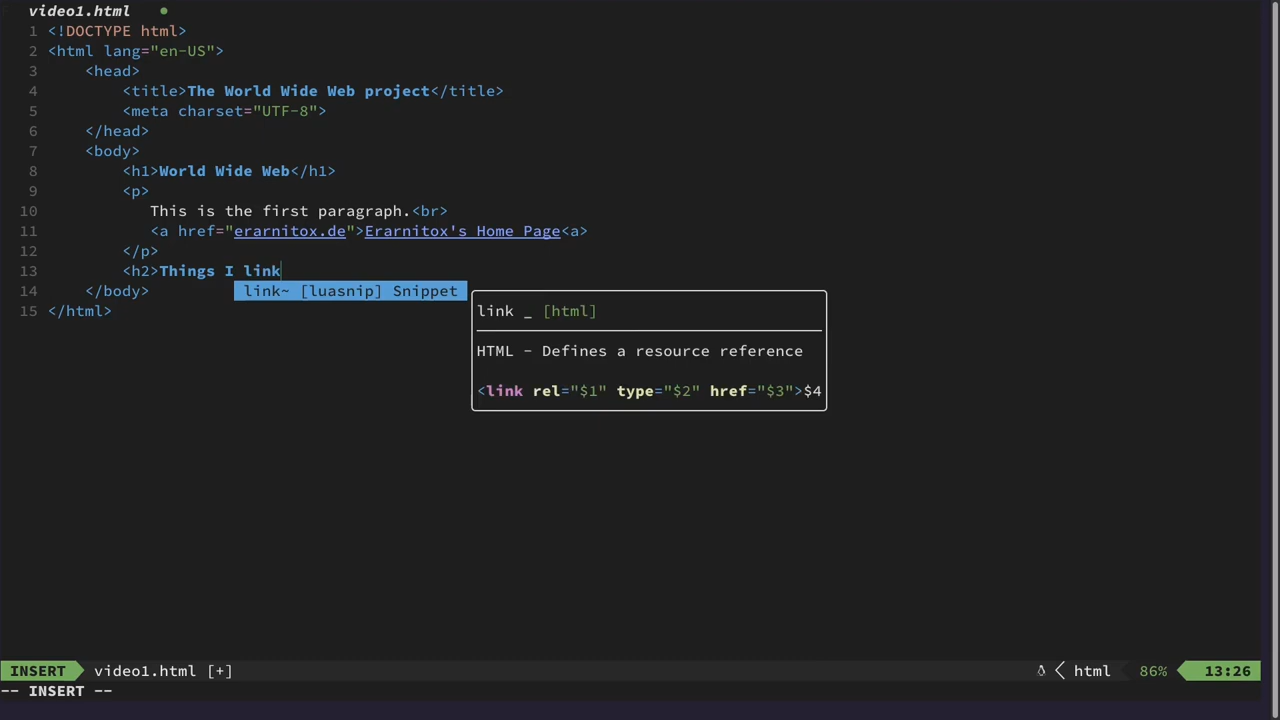 video1.html
1 <!DOCTYPE html>
2 <html lang="en-US">
3 <head>
4 <title>The World Wide Web project</title>
5 <meta charset="UTF-8">
6 </head>
7 <body>
8 <h1>World Wide Web</h1>
9 <p>
10 This is the first paragraph.<br>
11 <a href="erarnitox.de">Erarnitox's Home Page<a>
12 </p>
13 <h2>Things I link
14 </body> link~ [luasnip] Snippet
15 </html> link _ [html]
HTML - Defines a resource reference
<link rel="$1" type="$2" href="$3">$4
INSERT video1.html [+] html 86% 13:26
-- INSERT --